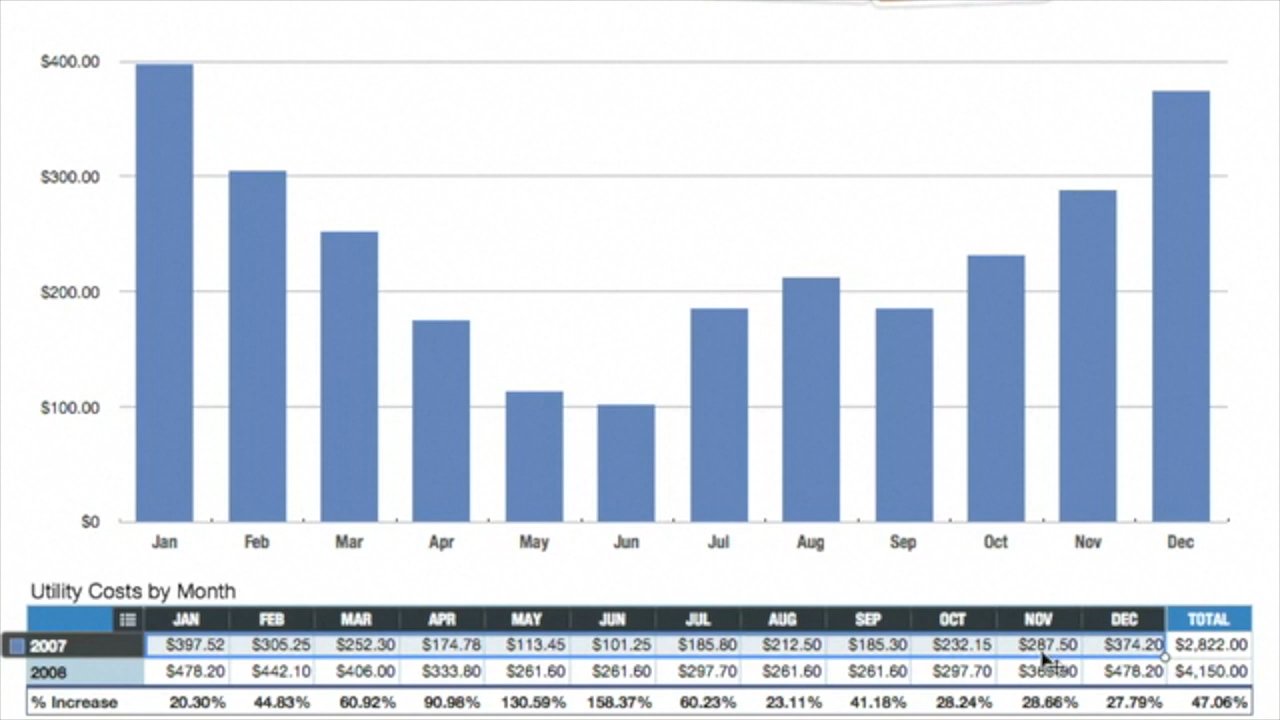 $400.00
$300.00
$200.00
$100.00
$0
Jan Feb Mar Apr May Jun Jul Aug Sep Oct Nov Dec
Utility Costs by Month
JAN FEB MAR APR MAY JUN JUL AUG SEP OCT NOV DEC TOTAL
2007 $397.52 $305.25 $252.30 $174.78 $113.45 $101.25 $185.80 $212.50 $185.30 $232.15 $287.50 $374.20 $2,822.00
2008 $478.20 $442.10 $406.00 $333.80 $261.60 $261.60 $297.70 $261.60 $261.60 $297.70 $478.20 $4,150.00
% Increase 20.30% 44.83% 60.92% 90.98% 130.59% 158.37% 60.23% 23.11% 41.18% 28.24% 28.66% 27.79% 47.06%